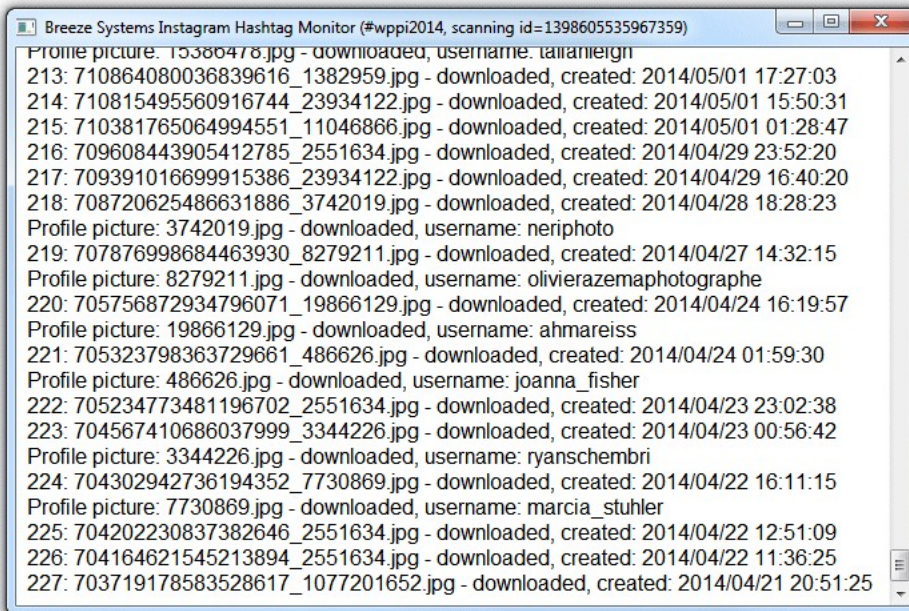 Breeze Systems Instagram Hashtag Monitor (#wppi2014, scanning id=1398605535967359)
Profile picture: 15386478.jpg - downloaded, username: taliahleigh
213: 710864080036839616_1382959.jpg - downloaded, created: 2014/05/01 17:27:03
214: 710815495560916744_23934122.jpg - downloaded, created: 2014/05/01 15:50:31
215: 710381765064994551_11046866.jpg - downloaded, created: 2014/05/01 01:28:47
216: 709608443905412785_2551634.jpg - downloaded, created: 2014/04/29 23:52:20
217: 709391016699915386_23934122.jpg - downloaded, created: 2014/04/29 16:40:20
218: 708720625486631886_3742019.jpg - downloaded, created: 2014/04/28 18:28:23
Profile picture: 3742019.jpg - downloaded, username: neriphoto
219: 707876998684463930_8279211.jpg - downloaded, created: 2014/04/27 14:32:15
Profile picture: 8279211.jpg - downloaded, username: olivierazemaphotographe
220: 705756872934796071_19866129.jpg - downloaded, created: 2014/04/24 16:19:57
Profile picture: 19866129.jpg - downloaded, username: ahmareiss
221: 705323798363729661_486626.jpg - downloaded, created: 2014/04/24 01:59:30
Profile picture: 486626.jpg - downloaded, username: joanna_fisher
222: 705234773481196702_2551634.jpg - downloaded, created: 2014/04/23 23:02:38
223: 704567410686037999_3344226.jpg - downloaded, created: 2014/04/23 00:56:42
Profile picture: 3344226.jpg - downloaded, username: ryanschembri
224: 704302942736194352_7730869.jpg - downloaded, created: 2014/04/22 16:11:15
Profile picture: 7730869.jpg - downloaded, username: marcia_stuhler
225: 704202230837382646_2551634.jpg - downloaded, created: 2014/04/22 12:51:09
226: 704164621545213894_2551634.jpg - downloaded, created: 2014/04/22 11:36:25
227: 703719178583528617_1077201652.jpg - downloaded, created: 2014/04/21 20:51:25